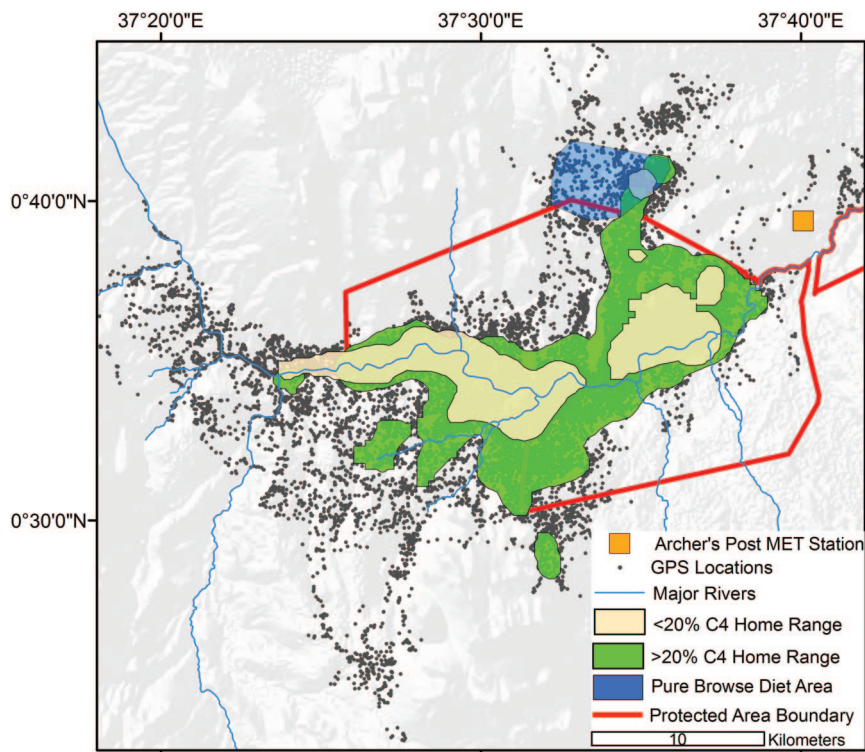 37°20'0"E 37°30'0"E 37°40'0"E
0°40'0"N
0°30'0"N
Archer's Post MET Station
GPS Locations
Major Rivers
<20% C4 Home Range
>20% C4 Home Range
Pure Browse Diet Area
Protected Area Boundary
10 Kilometers